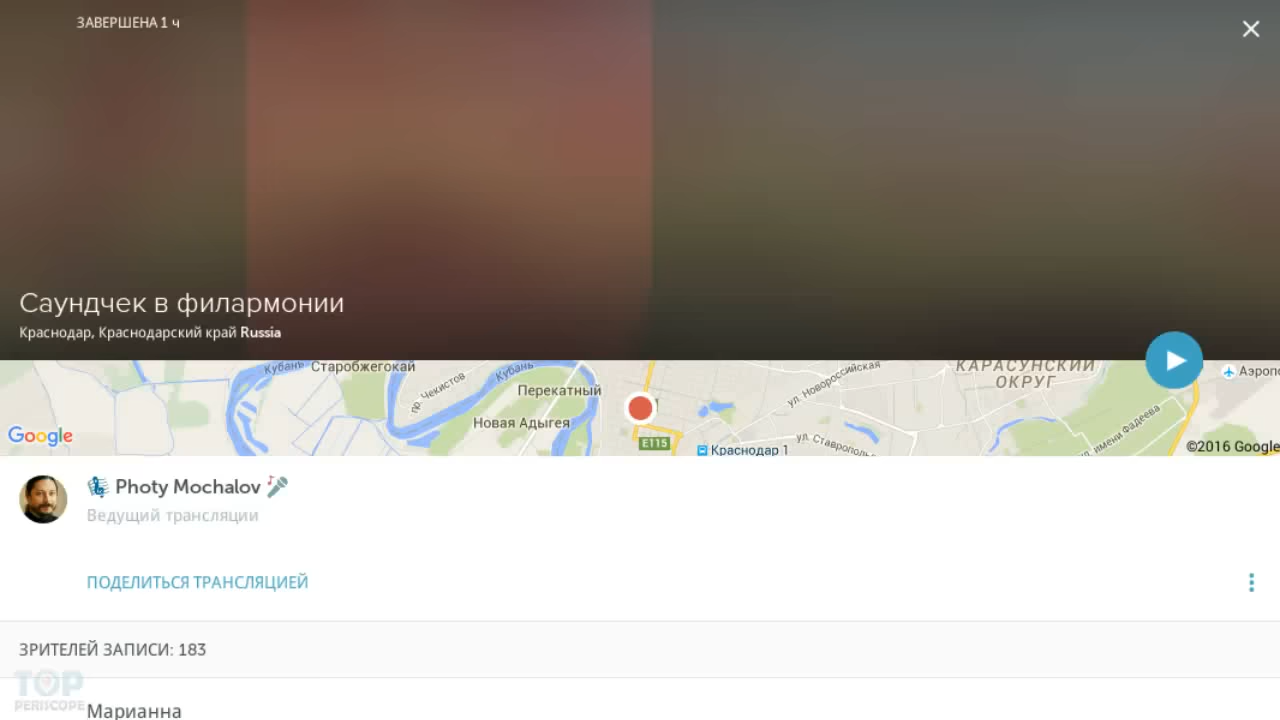 ЗАВЕРШЕНА 1 ч
Саундчек в филармонии
Краснодар, Краснодарский край Russia
Кубань
Старобжегокай
Кубань
КАРАСУНСКИЙ
ОКРУГ
по. Чекистов
Перекатный
ул. Новороссийская
Новая Адыгея
E115
Краснодар 1
ул. Ставрополь
ул. имени Фадеева
Google
©2016 Google
Photy Mochalov
Ведущий трансляции
ПОДЕЛИТЬСЯ ТРАНСЛЯЦИЕЙ
ЗРИТЕЛЕЙ ЗАПИСИ: 183
TOP
PERISCOPE
Марианна